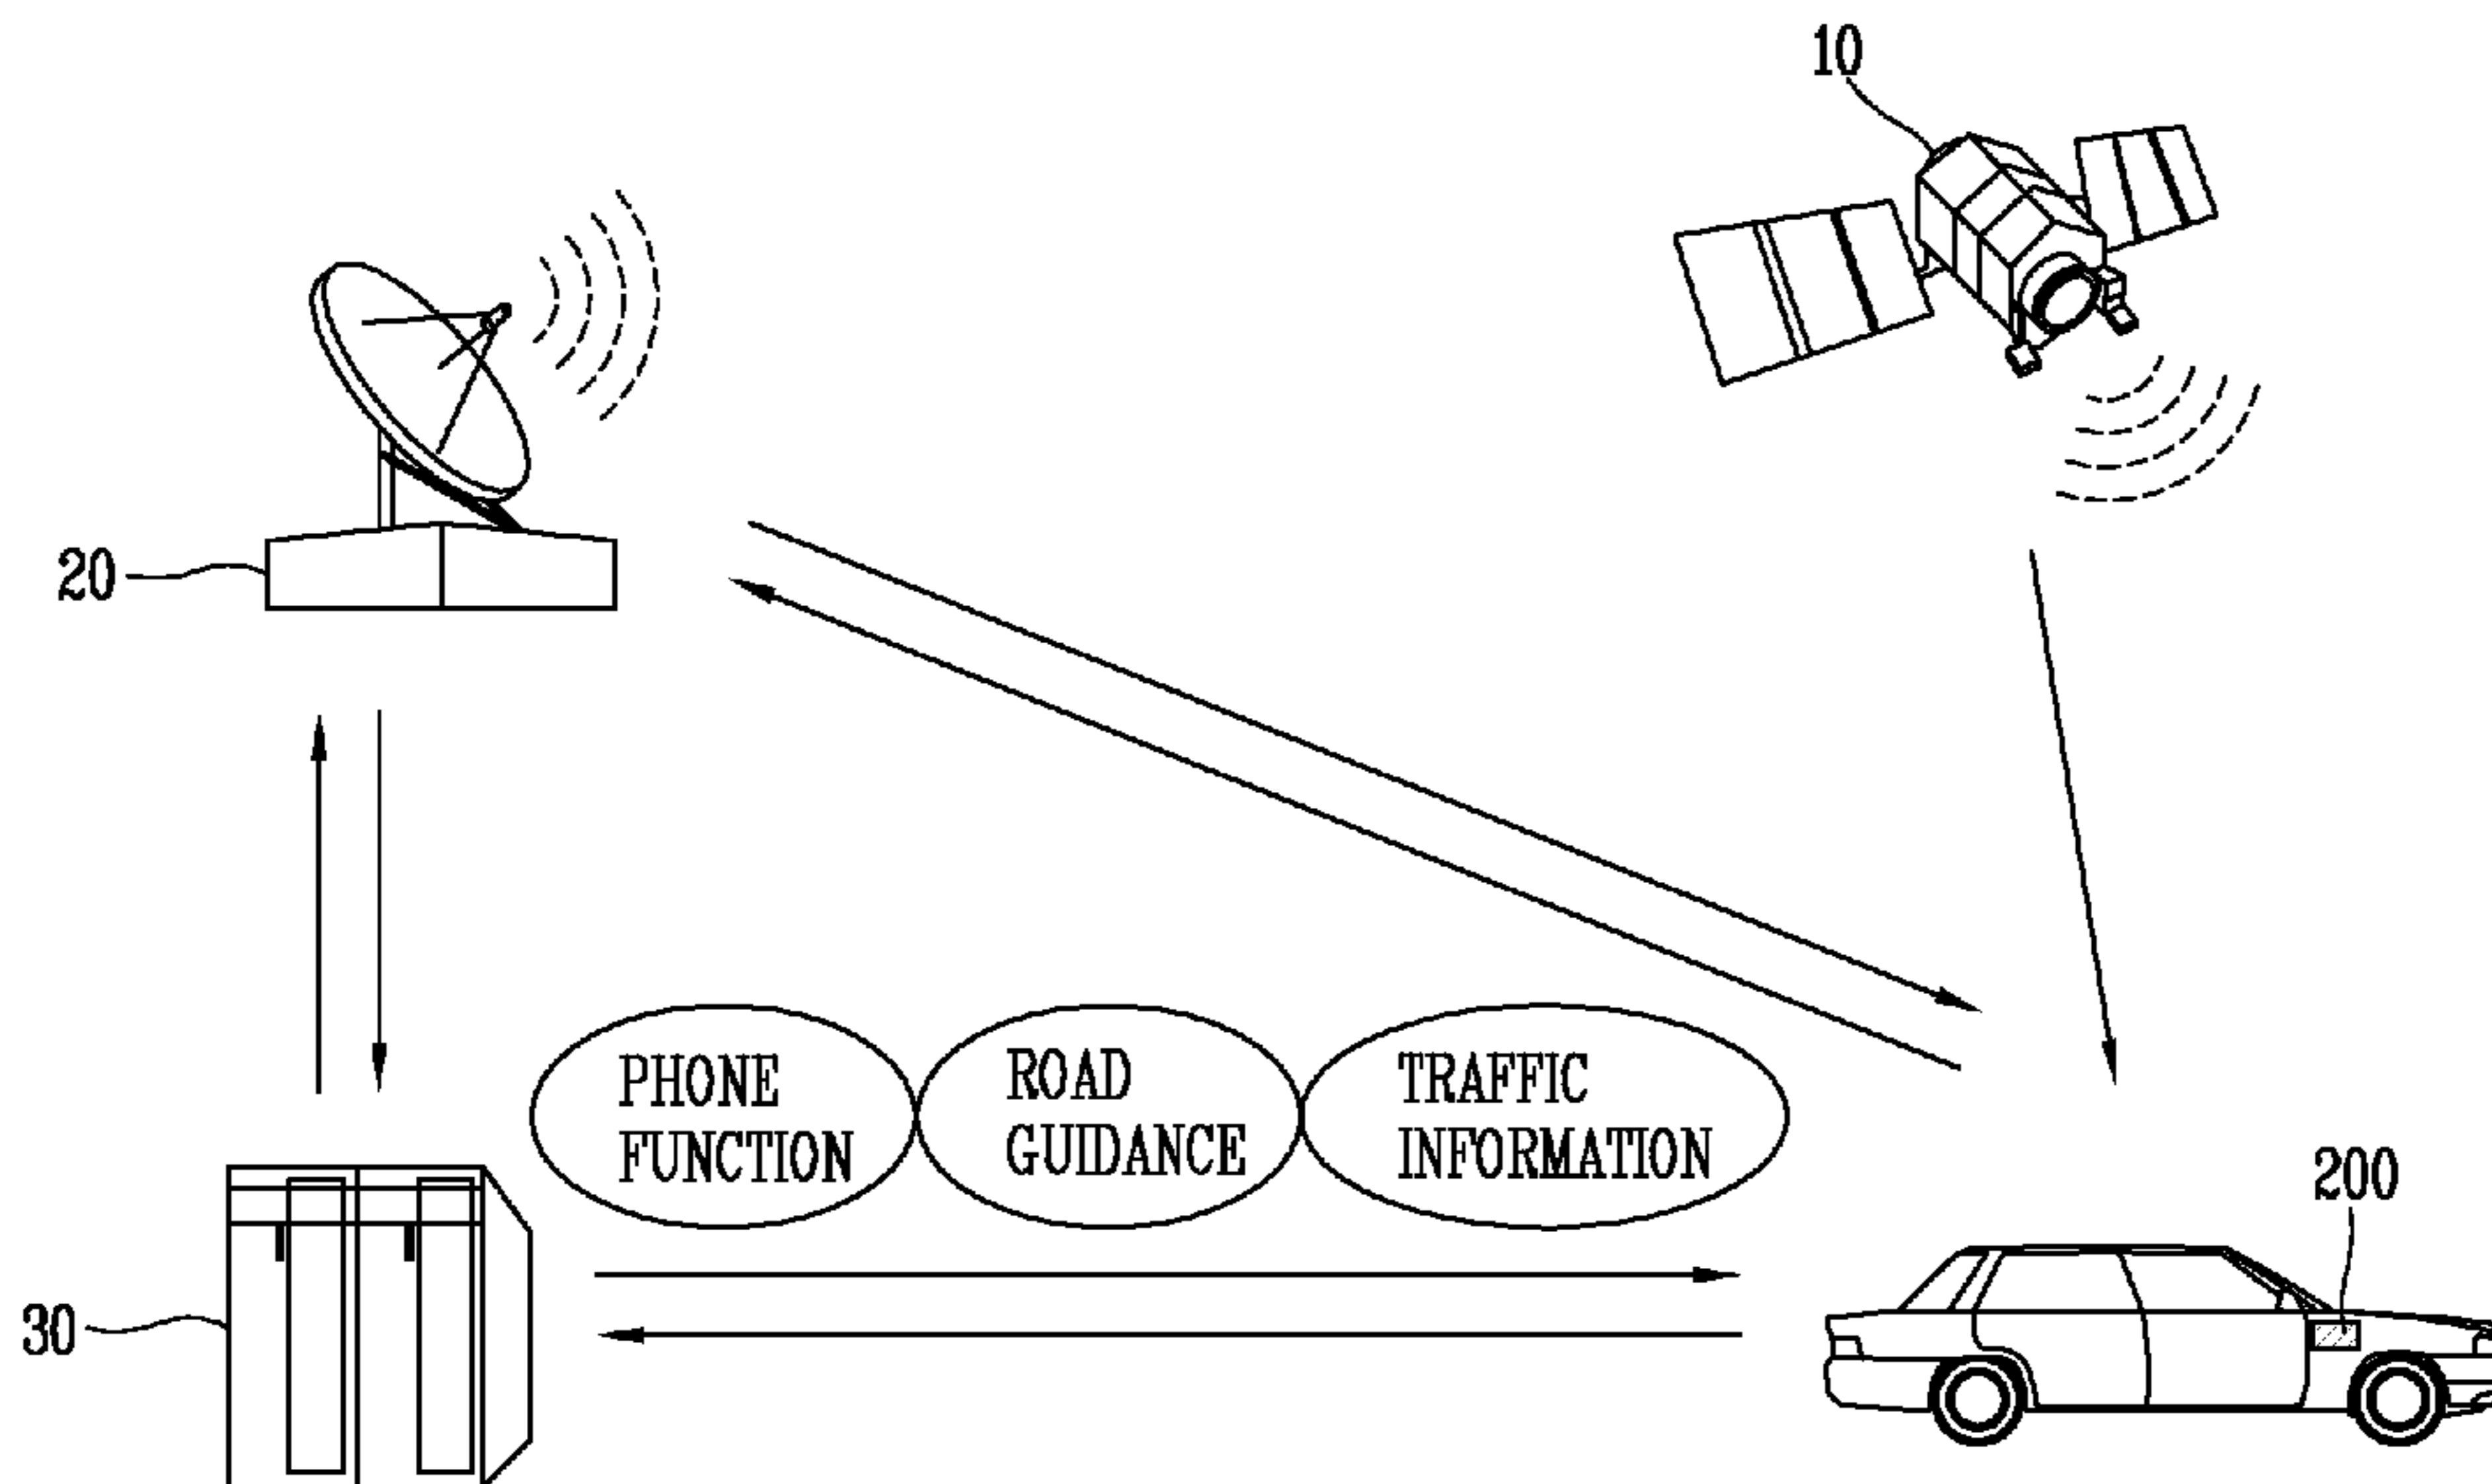 10
20
PHONE
FUNCTION
ROAD
GUIDANCE
TRAFFIC
INFORMATION
200
30